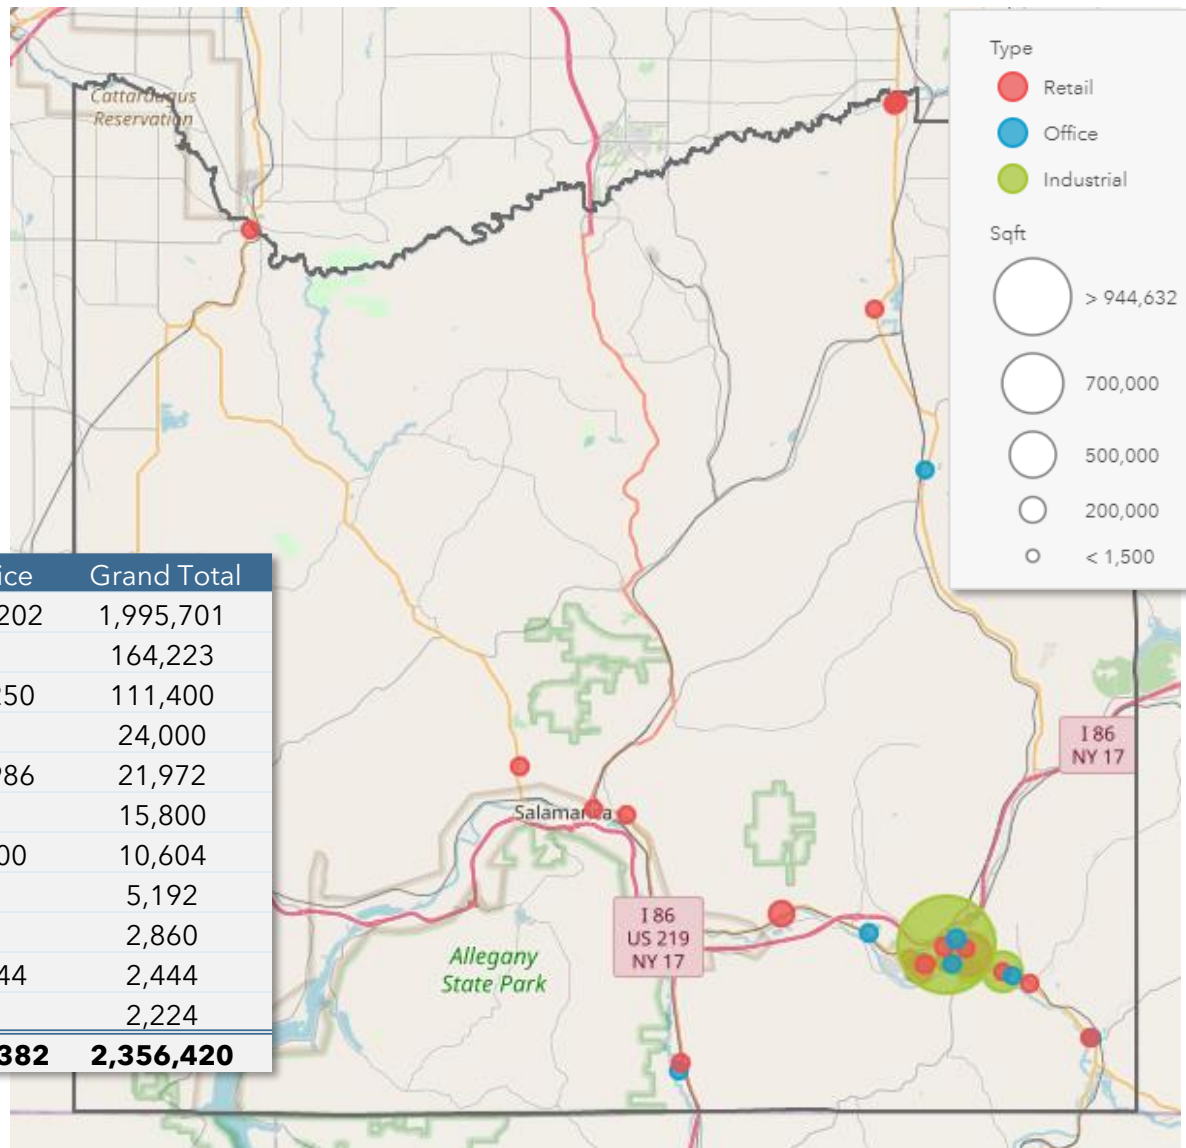 Cattaraugus
Reservation
Type
Retail
Office
Industrial
Sqft
> 944,632
700,000
500,000
200,000
< 1,500
ice Grand Total
202 1,995,701
164,223
250 111,400
24,000
986 21,972
15,800
00 10,604
5,192
2,860
44 2,444
2,224
382 2,356,420
I 86
NY 17
Salamanca
I 86
US 219
NY 17
Allegany
State Park